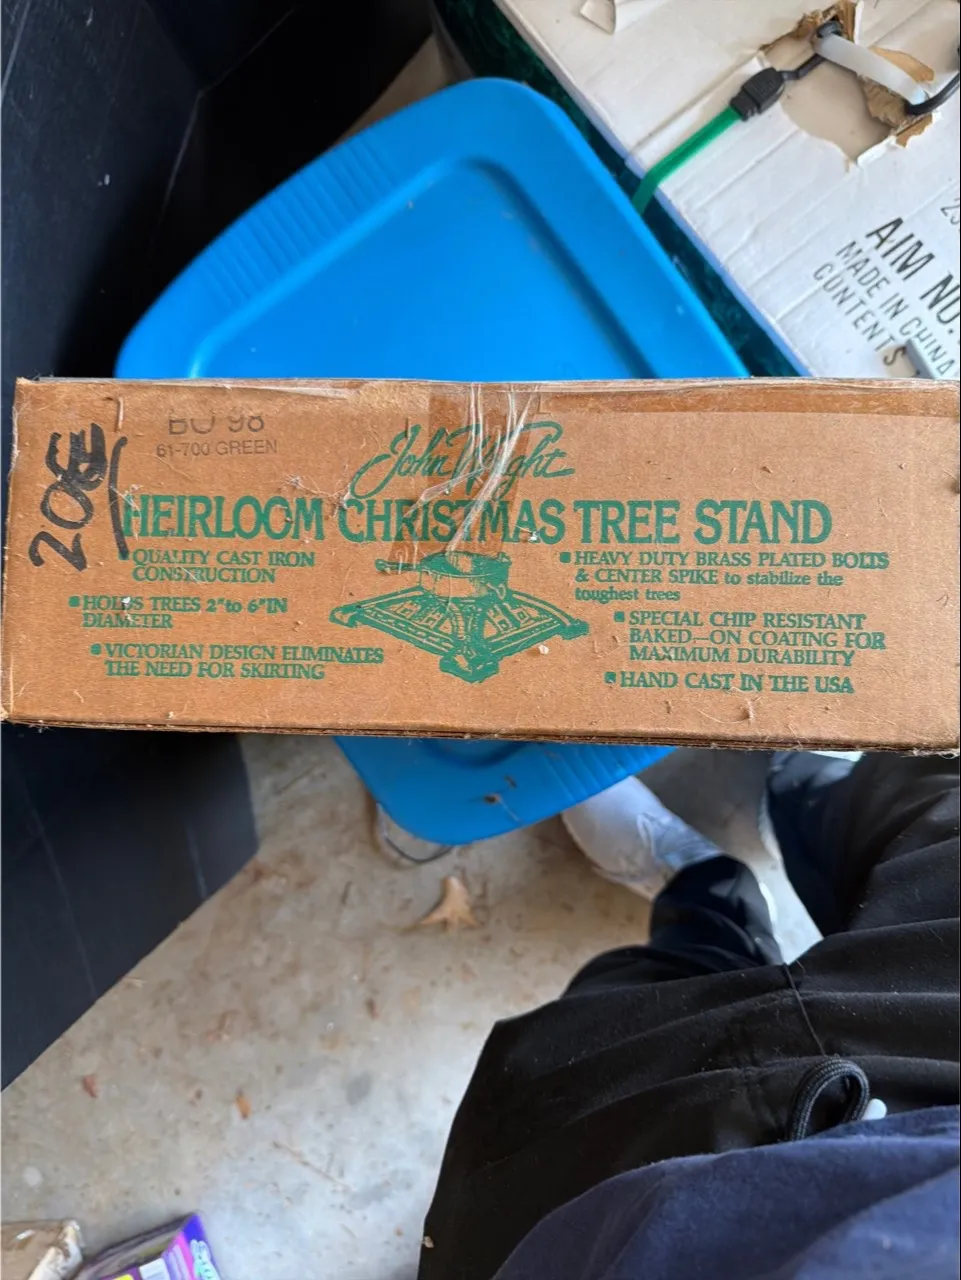 AIM NO.
MADE IN CHINA
CONTENTS
BO 98
61-700 GREEN
John Wright
HEIRLOOM CHRISTMAS TREE STAND
QUALITY CAST IRON
CONSTRUCTION
HOLDS TREES 2" to 6" IN
DIAMETER
VICTORIAN DESIGN ELIMINATES
THE NEED FOR SKIRTING
HEAVY DUTY BRASS PLATED BOLTS
& CENTER SPIKE to stabilize the
toughest trees
SPECIAL CHIP RESISTANT
BAKED-ON COATING FOR
MAXIMUM DURABILITY
HAND CAST IN THE USA